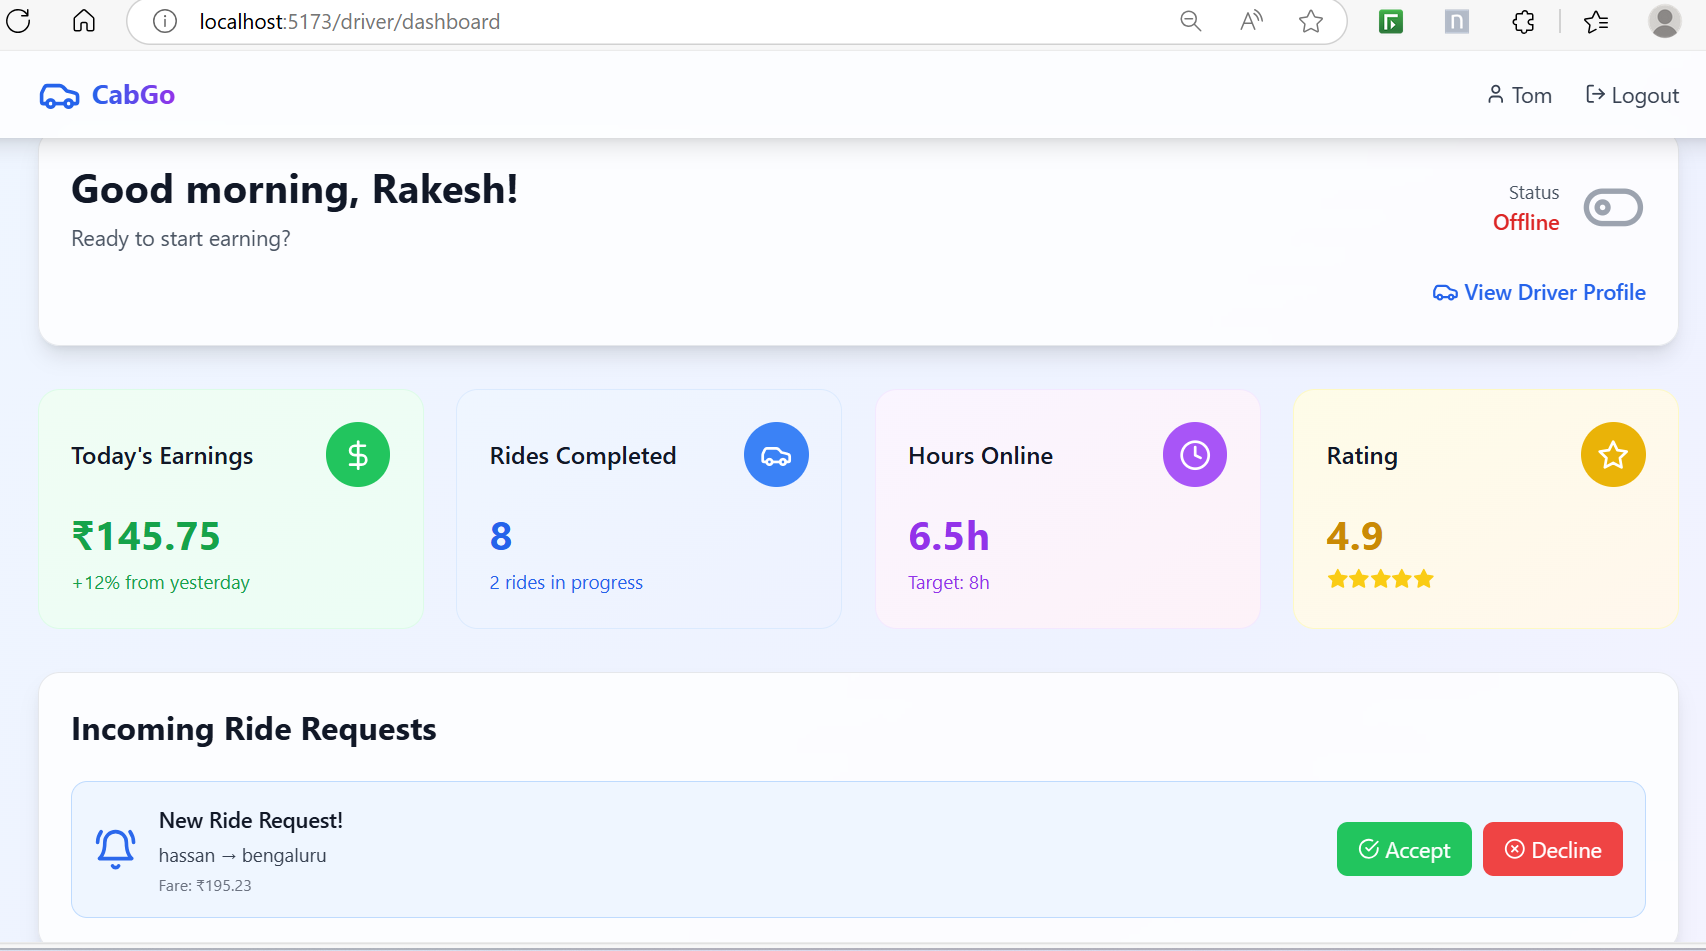 localhost:5173/driver/dashboard
CabGo
Tom
Logout
Good morning, Rakesh!
Ready to start earning?
Status
Offline
View Driver Profile
Today's Earnings
₹145.75
+12% from yesterday
Rides Completed
8
2 rides in progress
Hours Online
6.5h
Target: 8h
Rating
4.9
Incoming Ride Requests
New Ride Request!
hassan → bengaluru
Fare: ₹195.23
Accept
Decline